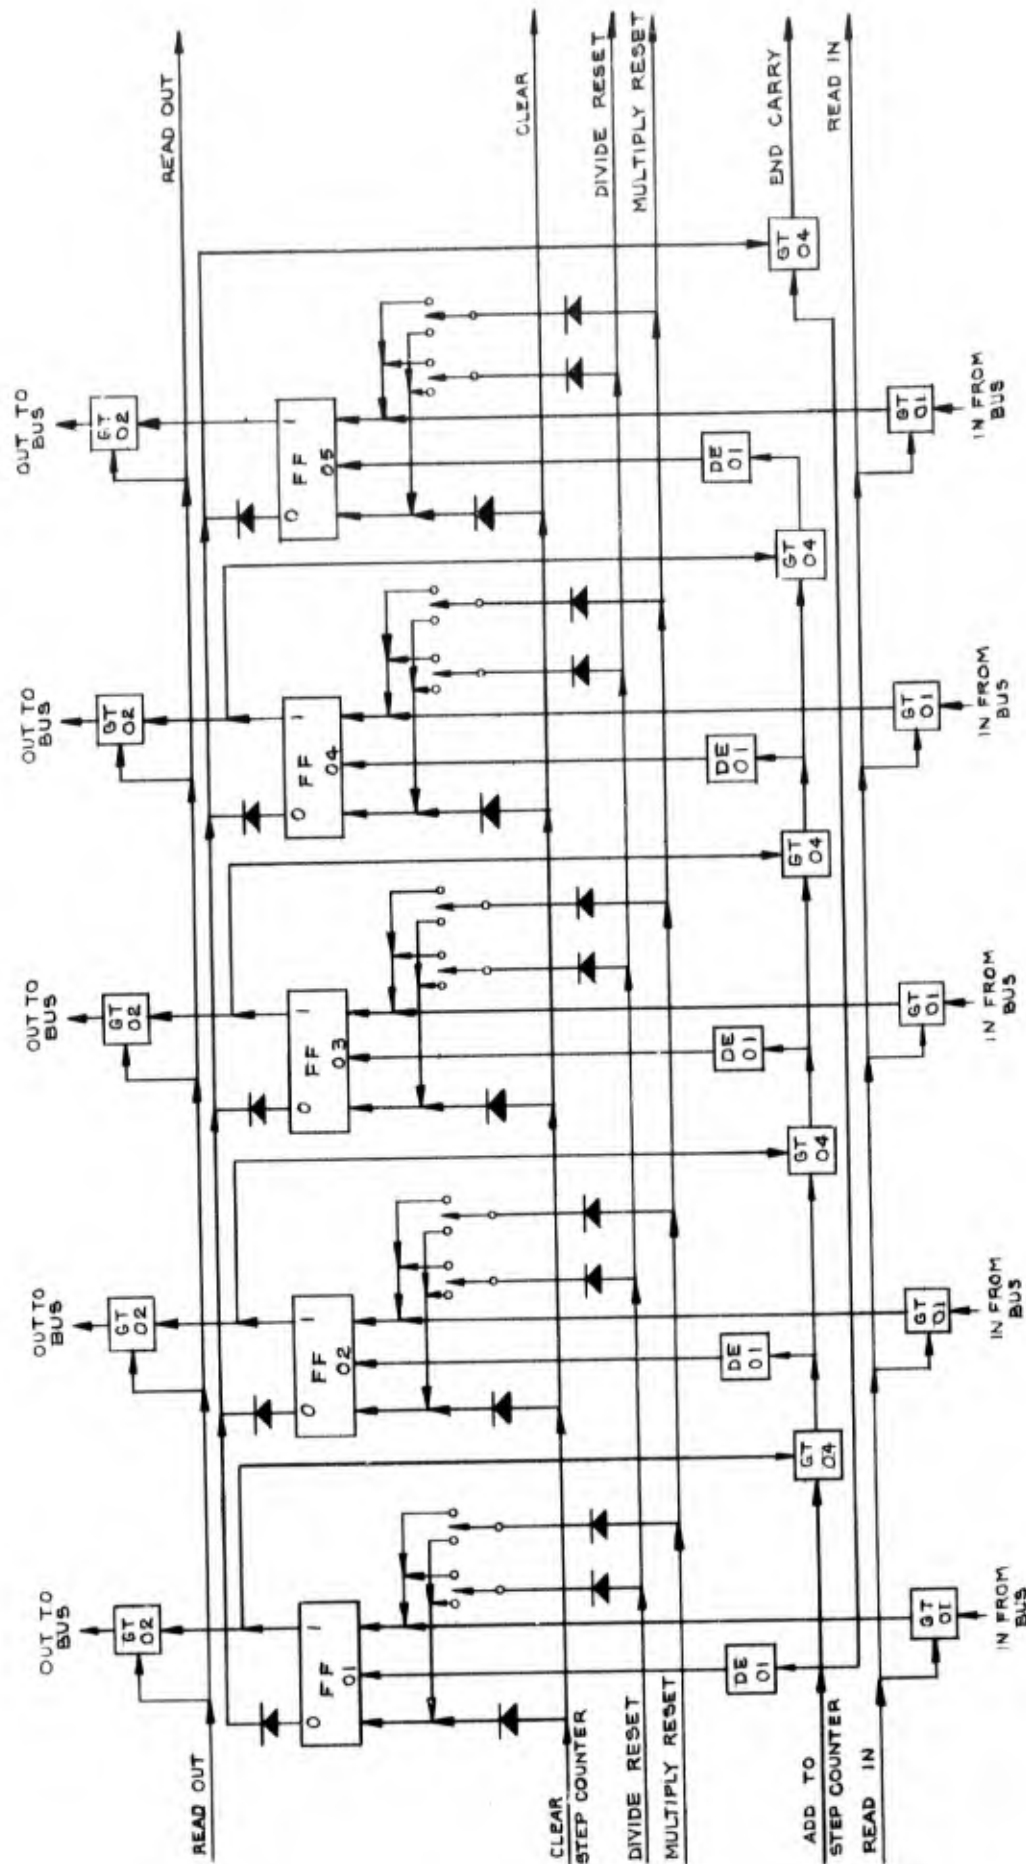 OUT TO
BUS
OUT TO
BUS
OUT TO
BUS
OUT TO
BUS
OUT TO
BUS
GT
02
GT
02
GT
02
GT
02
GT
02
READ OUT
READ OUT
0 1
FF
01
0 1
FF
02
0 1
FF
03
0 1
FF
04
0 1
FF
05
CLEAR
STEP COUNTER
CLEAR
DIVIDE RESET
DIVIDE RESET
MULTIPLY RESET
MULTIPLY RESET
DE
01
DE
01
DE
01
DE
01
DE
01
ADD TO
STEP COUNTER
GT
04
GT
04
GT
04
GT
04
GT
04
END CARRY
READ IN
READ IN
GT
01
GT
01
GT
01
GT
01
GT
01
IN FROM
BUS
IN FROM
BUS
IN FROM
BUS
IN FROM
BUS
IN FROM
BUS